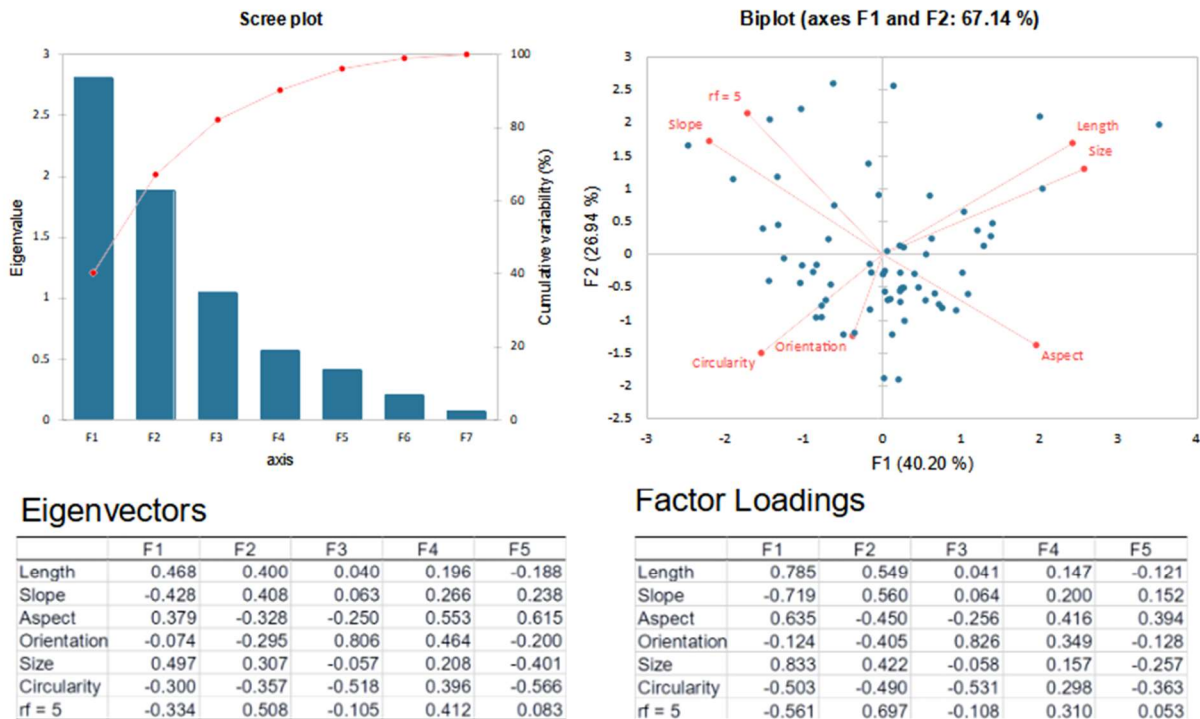 Scree plot
3
2.5
2
1.5
1
0.5
0
Eigenvalue
100
80
60
40
20
0
Cumulative variability (%)
F1 F2 F3 F4 F5 F6 F7
axis
Biplot (axes F1 and F2: 67.14 %)
3
2.5
2
1.5
1
0.5
0
-0.5
-1
-1.5
-2
-2.5
F2 (26.94 %)
rf = 5
Slope
Length
Size
Orientation
Circularity
Aspect
-3 -2 -1 0 1 2 3 4
F1 (40.20 %)
Eigenvectors
F1 F2 F3 F4 F5
Length 0.468 0.400 0.040 0.196 -0.188
Slope -0.428 0.408 0.063 0.266 0.238
Aspect 0.379 -0.328 -0.250 0.553 0.615
Orientation -0.074 -0.295 0.806 0.464 -0.200
Size 0.497 0.307 -0.057 0.208 -0.401
Circularity -0.300 -0.357 -0.518 0.396 -0.566
rf = 5 -0.334 0.508 -0.105 0.412 0.083
Factor Loadings
F1 F2 F3 F4 F5
Length 0.785 0.549 0.041 0.147 -0.121
Slope -0.719 0.560 0.064 0.200 0.152
Aspect 0.635 -0.450 -0.256 0.416 0.394
Orientation -0.124 -0.405 0.826 0.349 -0.128
Size 0.833 0.422 -0.058 0.157 -0.257
Circularity -0.503 -0.490 -0.531 0.298 -0.363
rf = 5 -0.561 0.697 -0.108 0.310 0.053